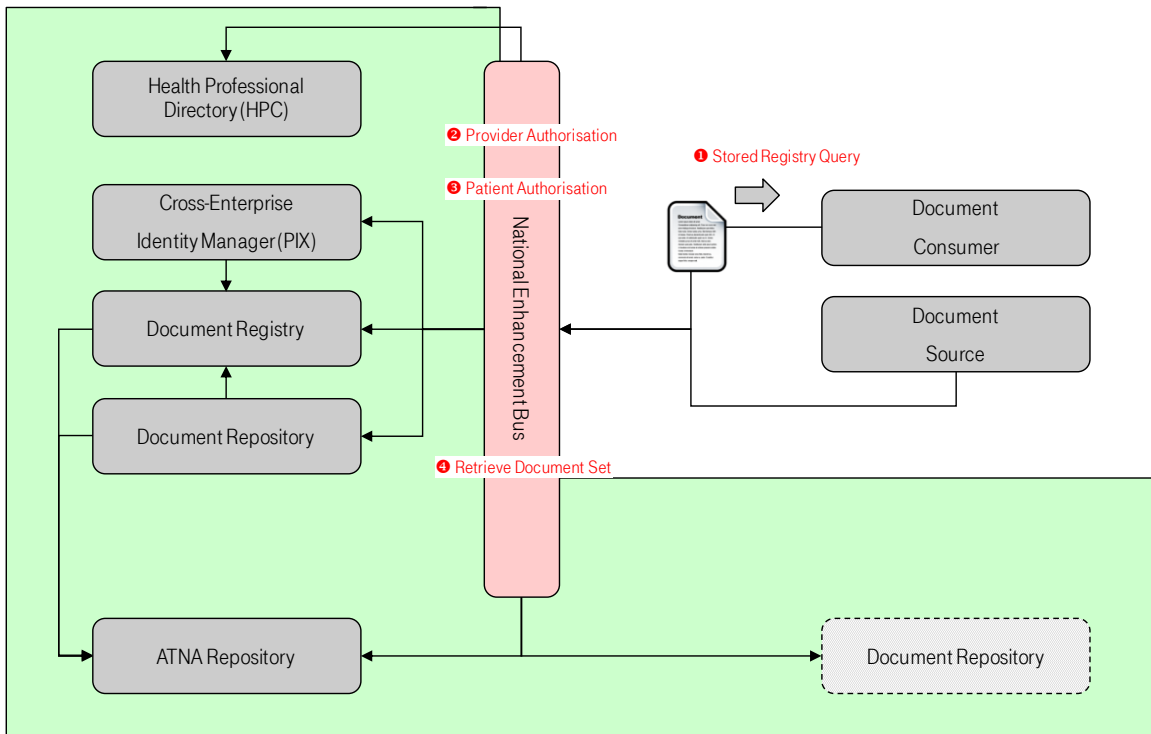 Health Professional
Directory (HPC)
❷ Provider Authorisation
❶ Stored Registry Query
❸ Patient Authorisation
Cross-Enterprise
Identity Manager (PIX)
Document
Document
Consumer
National Enhancement Bus
Document Registry
Document
Source
Document Repository
❹ Retrieve Document Set
ATNA Repository
Document Repository